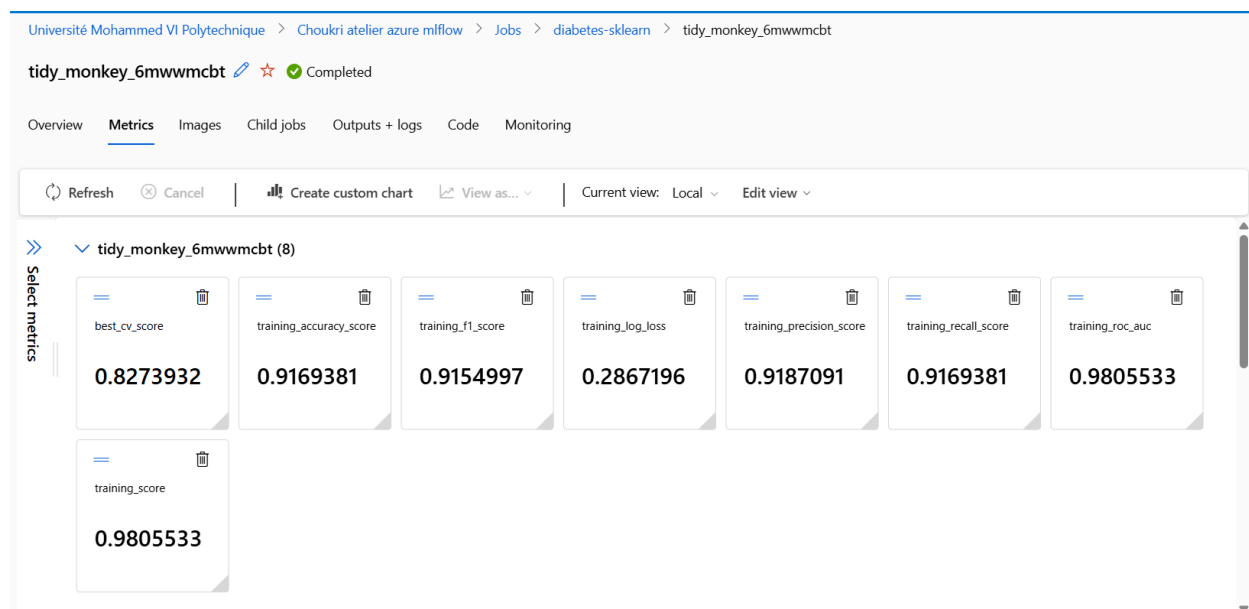 Université Mohammed VI Polytechnique > Choukri atelier azure mlflow > Jobs > diabetes-sklearn > tidy_monkey_6mwwmcbt
tidy_monkey_6mwwmcbt Completed
Overview Metrics Images Child jobs Outputs + logs Code Monitoring
Refresh Cancel | Create custom chart View as... | Current view: Local Edit view
Select metrics
tidy_monkey_6mwwmcbt (8)
best_cv_score training_accuracy_score training_f1_score training_log_loss training_precision_score training_recall_score training_roc_auc
0.8273932 0.9169381 0.9154997 0.2867196 0.9187091 0.9169381 0.9805533
training_score
0.9805533